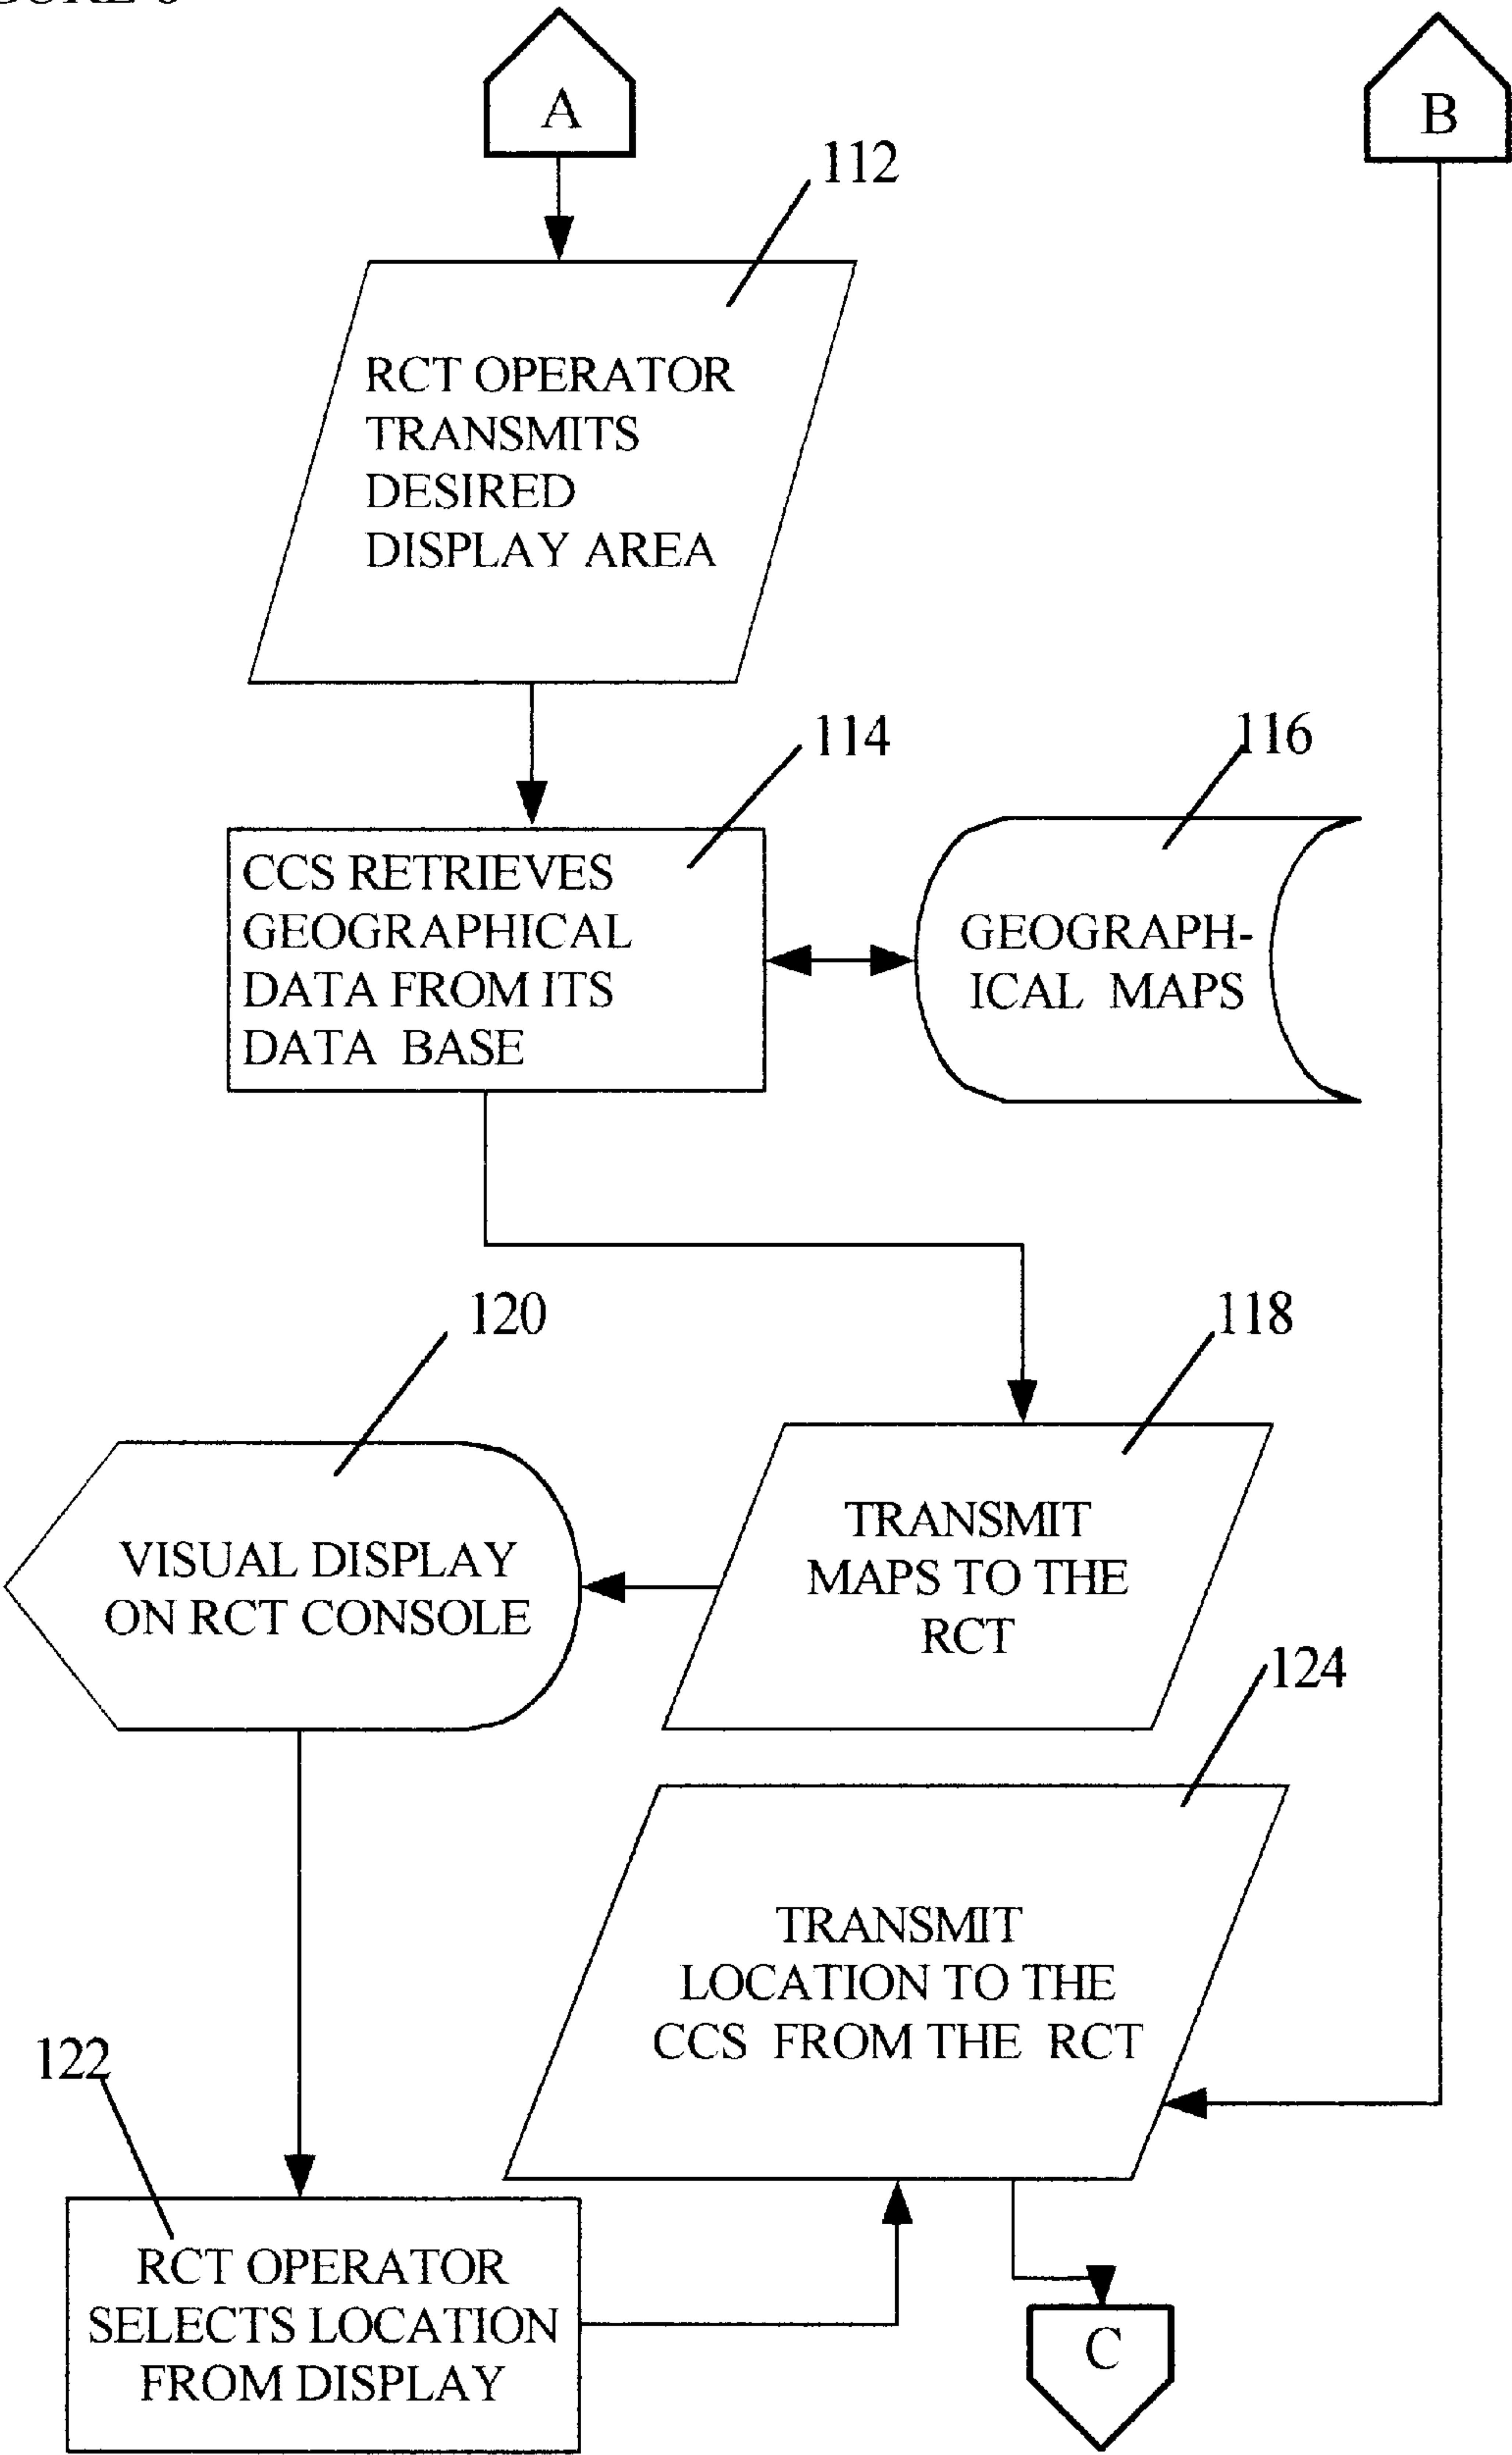 A
B
112
RCT OPERATOR
TRANSMITS
DESIRED
DISPLAY AREA
114
116
CCS RETRIEVES
GEOGRAPHICAL
DATA FROM ITS
DATA BASE
GEOGRAPH-
ICAL MAPS
120
118
VISUAL DISPLAY
ON RCT CONSOLE
TRANSMIT
MAPS TO THE
RCT
124
TRANSMIT
LOCATION TO THE
CCS FROM THE RCT
122
RCT OPERATOR
SELECTS LOCATION
FROM DISPLAY
C